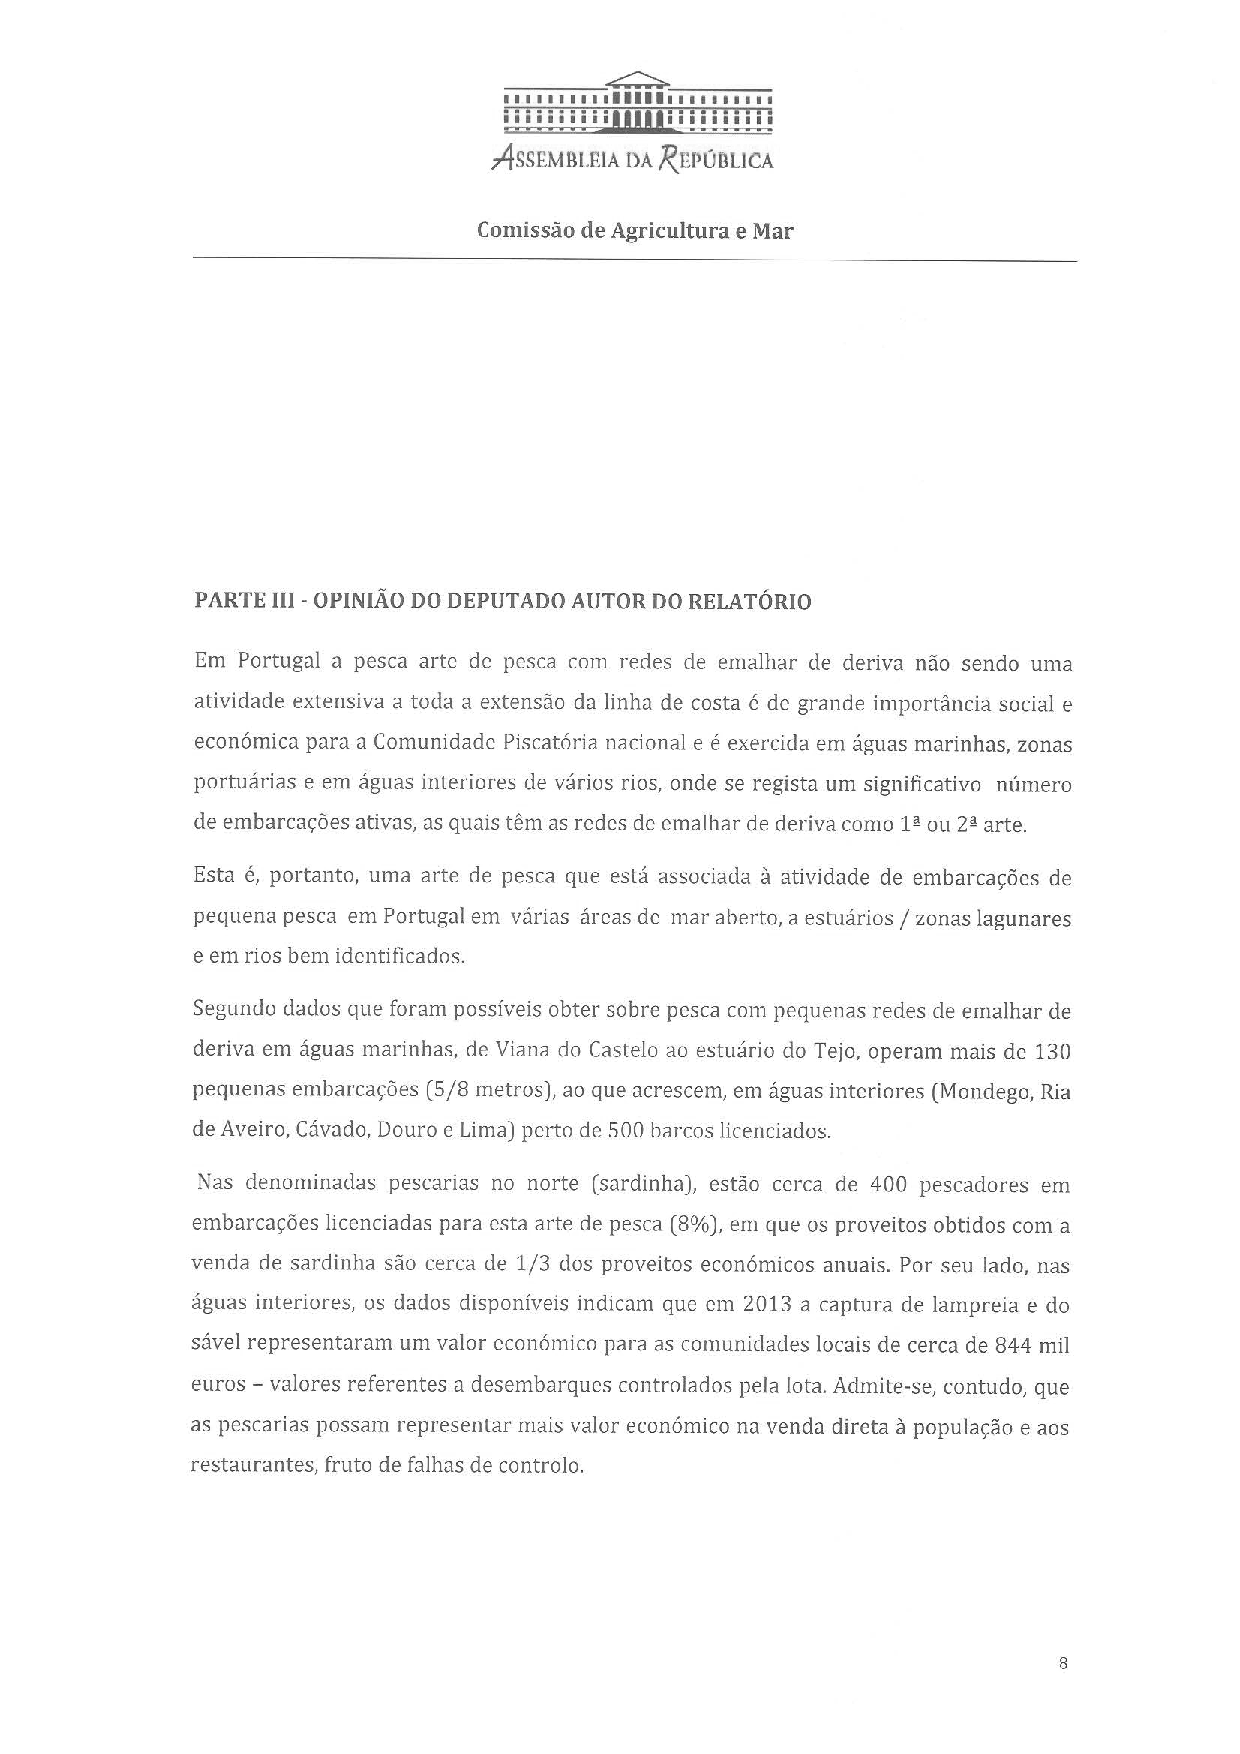 ASSEMBLEIA DA REPÚBLICA
Comissão de Agricultura e Mar
PARTE III - OPINIÃO DO DEPUTADO AUTOR DO RELATÓRIO
Em Portugal a pesca arte de pesca com redes de emalhar de deriva não sendo uma
atividade extensiva a toda a extensão da linha de costa é de grande importância social e
económica para a Comunidade Piscatória nacional e é exercida em águas marinhas, zonas
portuárias e em águas interiores de vários rios, onde se regista um significativo número
de embarcações ativas, as quais têm as redes de emalhar de deriva como 1ª ou 2ª arte.
Esta é, portanto, uma arte de pesca que está associada à atividade de embarcações de
pequena pesca em Portugal em várias áreas de mar aberto, a estuários / zonas lagunares
e em rios bem identificados.
Segundo dados que foram possíveis obter sobre pesca com pequenas redes de emalhar de
deriva em águas marinhas, de Viana do Castelo ao estuário do Tejo, operam mais de 130
pequenas embarcações (5/8 metros), ao que acrescem, em águas interiores (Mondego, Ria
de Aveiro, Cávado, Douro e Lima) perto de 500 barcos licenciados.
Nas denominadas pescarias no norte (sardinha), estão cerca de 400 pescadores em
embarcações licenciadas para esta arte de pesca (8%), em que os proveitos obtidos com a
venda de sardinha são cerca de 1/3 dos proveitos económicos anuais. Por seu lado, nas
águas interiores, os dados disponíveis indicam que em 2013 a captura de lampreia e do
sável representaram um valor económico para as comunidades locais de cerca de 844 mil
euros – valores referentes a desembarques controlados pela lota. Admite-se, contudo, que
as pescarias possam representar mais valor económico na venda direta à população e aos
restaurantes, fruto de falhas de controlo.
8